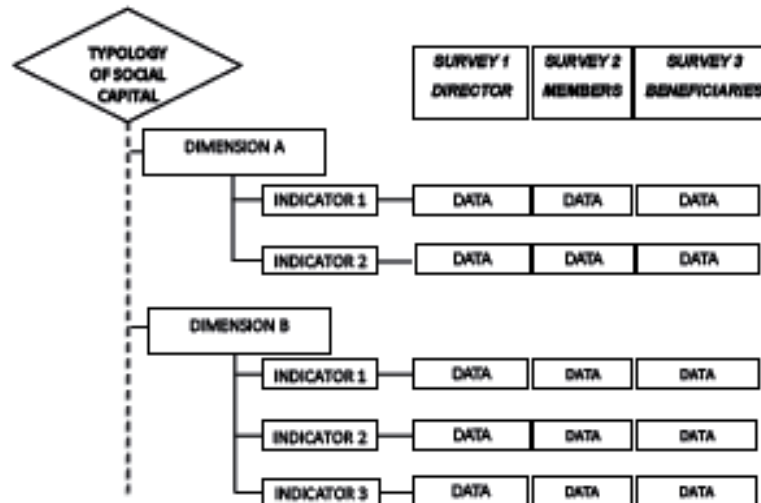 TYPOLOGY
OF SOCIAL
CAPITAL
SURVEY 1
DIRECTOR
SURVEY 2
MEMBERS
SURVEY 3
BENEFICIARIES
DIMENSION A
INDICATOR 1 DATA DATA DATA
INDICATOR 2 DATA DATA DATA
DIMENSION B
INDICATOR 1 DATA DATA DATA
INDICATOR 2 DATA DATA DATA
INDICATOR 3 DATA DATA DATA